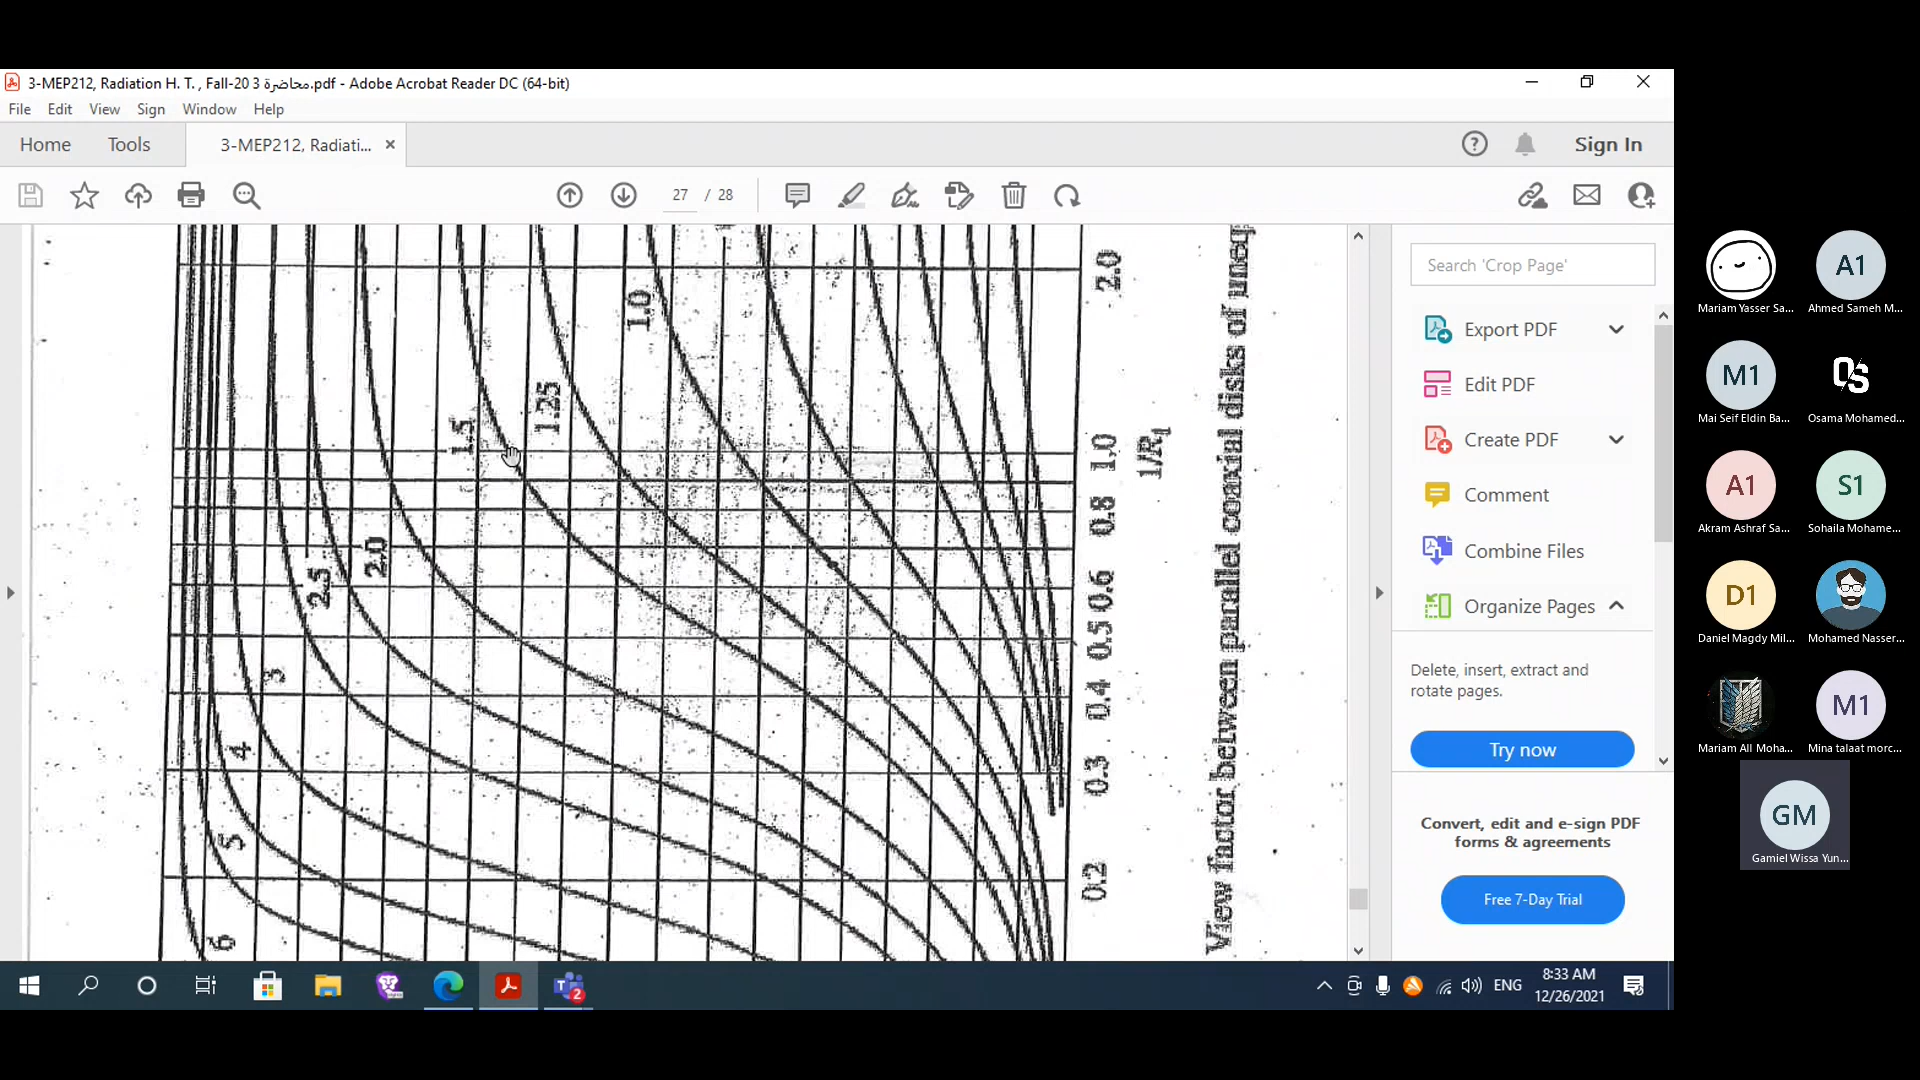 3-MEP212, Radiation H. T. , Fall-20 3 محاضرة.pdf - Adobe Acrobat Reader DC (64-bit)
File Edit View Sign Window Help
Home Tools 3-MEP212, Radiati... × Sign In
27 / 28
2.0
1.0
0.8
0.6
0.5
0.4
0.3
0.2
1/R₁
1.0
1.25
1.5
2.0
2.5
3
4
5
6
View factor between parallel coaxial disks of
Search 'Crop Page'
Export PDF
Edit PDF
Create PDF
Comment
Combine Files
Organize Pages
Delete, insert, extract and
rotate pages.
Try now
Convert, edit and e-sign PDF
forms & agreements
Free 7-Day Trial
Mariam Yasser Sa...
A1
Ahmed Sameh M...
M1
Mai Seif Eldin Ba...
OS
Osama Mohamed...
A1
Akram Ashraf Sa...
S1
Sohaila Mohame...
D1
Daniel Magdy Mil...
Mohamed Nasser...
Mariam All Moha...
M1
Mina talaat morc...
GM
Gamiel Wissa Yun...
2
ENG
8:33 AM
12/26/2021